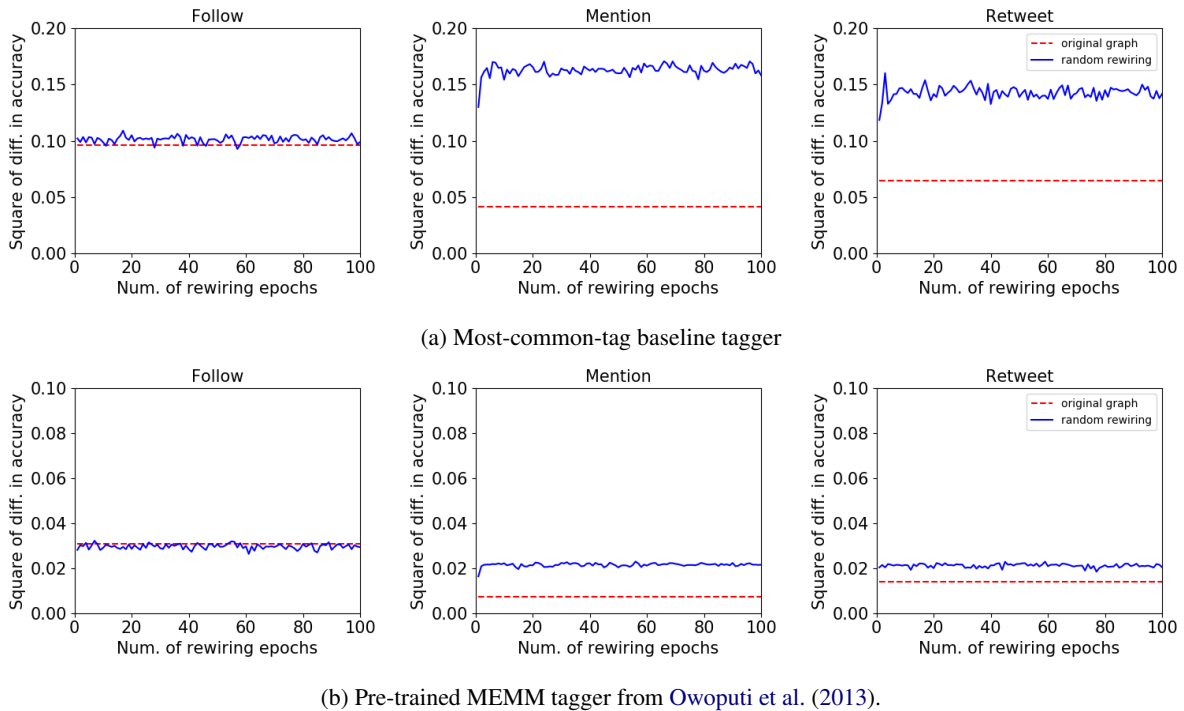 Follow
Mention
Retweet
0.20
0.15
0.10
0.05
0.00
0 20 40 60 80 100
Num. of rewiring epochs
Square of diff. in accuracy
0.20
0.15
0.10
0.05
0.00
0 20 40 60 80 100
Num. of rewiring epochs
Square of diff. in accuracy
0.20
0.15
0.10
0.05
0.00
0 20 40 60 80 100
Num. of rewiring epochs
Square of diff. in accuracy
original graph
random rewiring
(a) Most-common-tag baseline tagger
Follow
Mention
Retweet
0.10
0.08
0.06
0.04
0.02
0.00
0 20 40 60 80 100
Num. of rewiring epochs
Square of diff. in accuracy
0.10
0.08
0.06
0.04
0.02
0.00
0 20 40 60 80 100
Num. of rewiring epochs
Square of diff. in accuracy
0.10
0.08
0.06
0.04
0.02
0.00
0 20 40 60 80 100
Num. of rewiring epochs
Square of diff. in accuracy
original graph
random rewiring
(b) Pre-trained MEMM tagger from Owoputi et al. (2013).